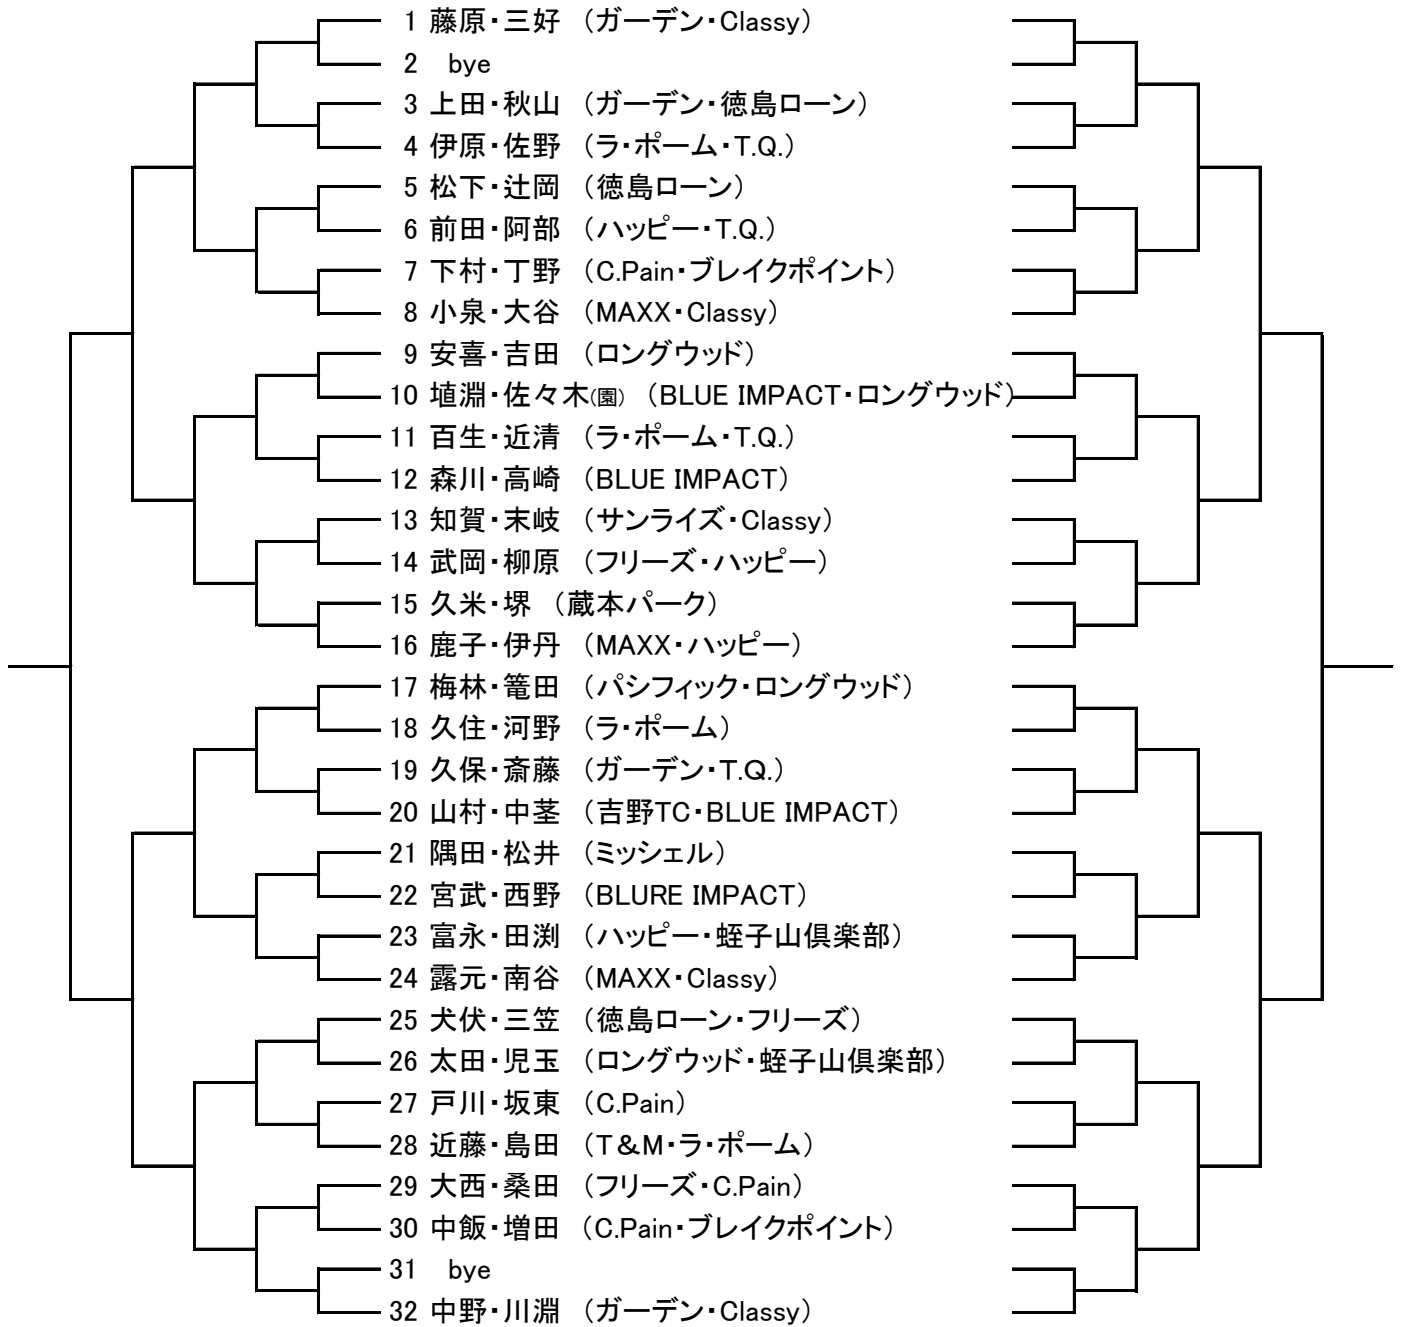 1 藤原・三好 （ガーデン・Classy）
2 bye
3 上田・秋山 （ガーデン・徳島ローン）
4 伊原・佐野 （ラ・ポーム・T.Q.）
5 松下・辻岡 （徳島ローン）
6 前田・阿部 （ハッピー・T.Q.）
7 下村・丁野 （C.Pain・ブレイクポイント）
8 小泉・大谷 （MAXX・Classy）
9 安喜・吉田 （ロングウッド）
10 埴淵・佐々木(園) （BLUE IMPACT・ロングウッド）
11 百生・近清 （ラ・ポーム・T.Q.）
12 森川・高崎 （BLUE IMPACT）
13 知賀・末岐 （サンライズ・Classy）
14 武岡・柳原 （フリーズ・ハッピー）
15 久米・堺 （蔵本パーク）
16 鹿子・伊丹 （MAXX・ハッピー）
17 梅林・篭田 （パシフィック・ロングウッド）
18 久住・河野 （ラ・ポーム）
19 久保・斎藤 （ガーデン・T.Q.）
20 山村・中茎 （吉野TC・BLUE IMPACT）
21 隅田・松井 （ミッシェル）
22 宮武・西野 （BLURE IMPACT）
23 富永・田渕 （ハッピー・蛭子山倶楽部）
24 露元・南谷 （MAXX・Classy）
25 犬伏・三笠 （徳島ローン・フリーズ）
26 太田・児玉 （ロングウッド・蛭子山倶楽部）
27 戸川・坂東 （C.Pain）
28 近藤・島田 （T＆M・ラ・ポーム）
29 大西・桑田 （フリーズ・C.Pain）
30 中飯・増田 （C.Pain・ブレイクポイント）
31 bye
32 中野・川淵 （ガーデン・Classy）